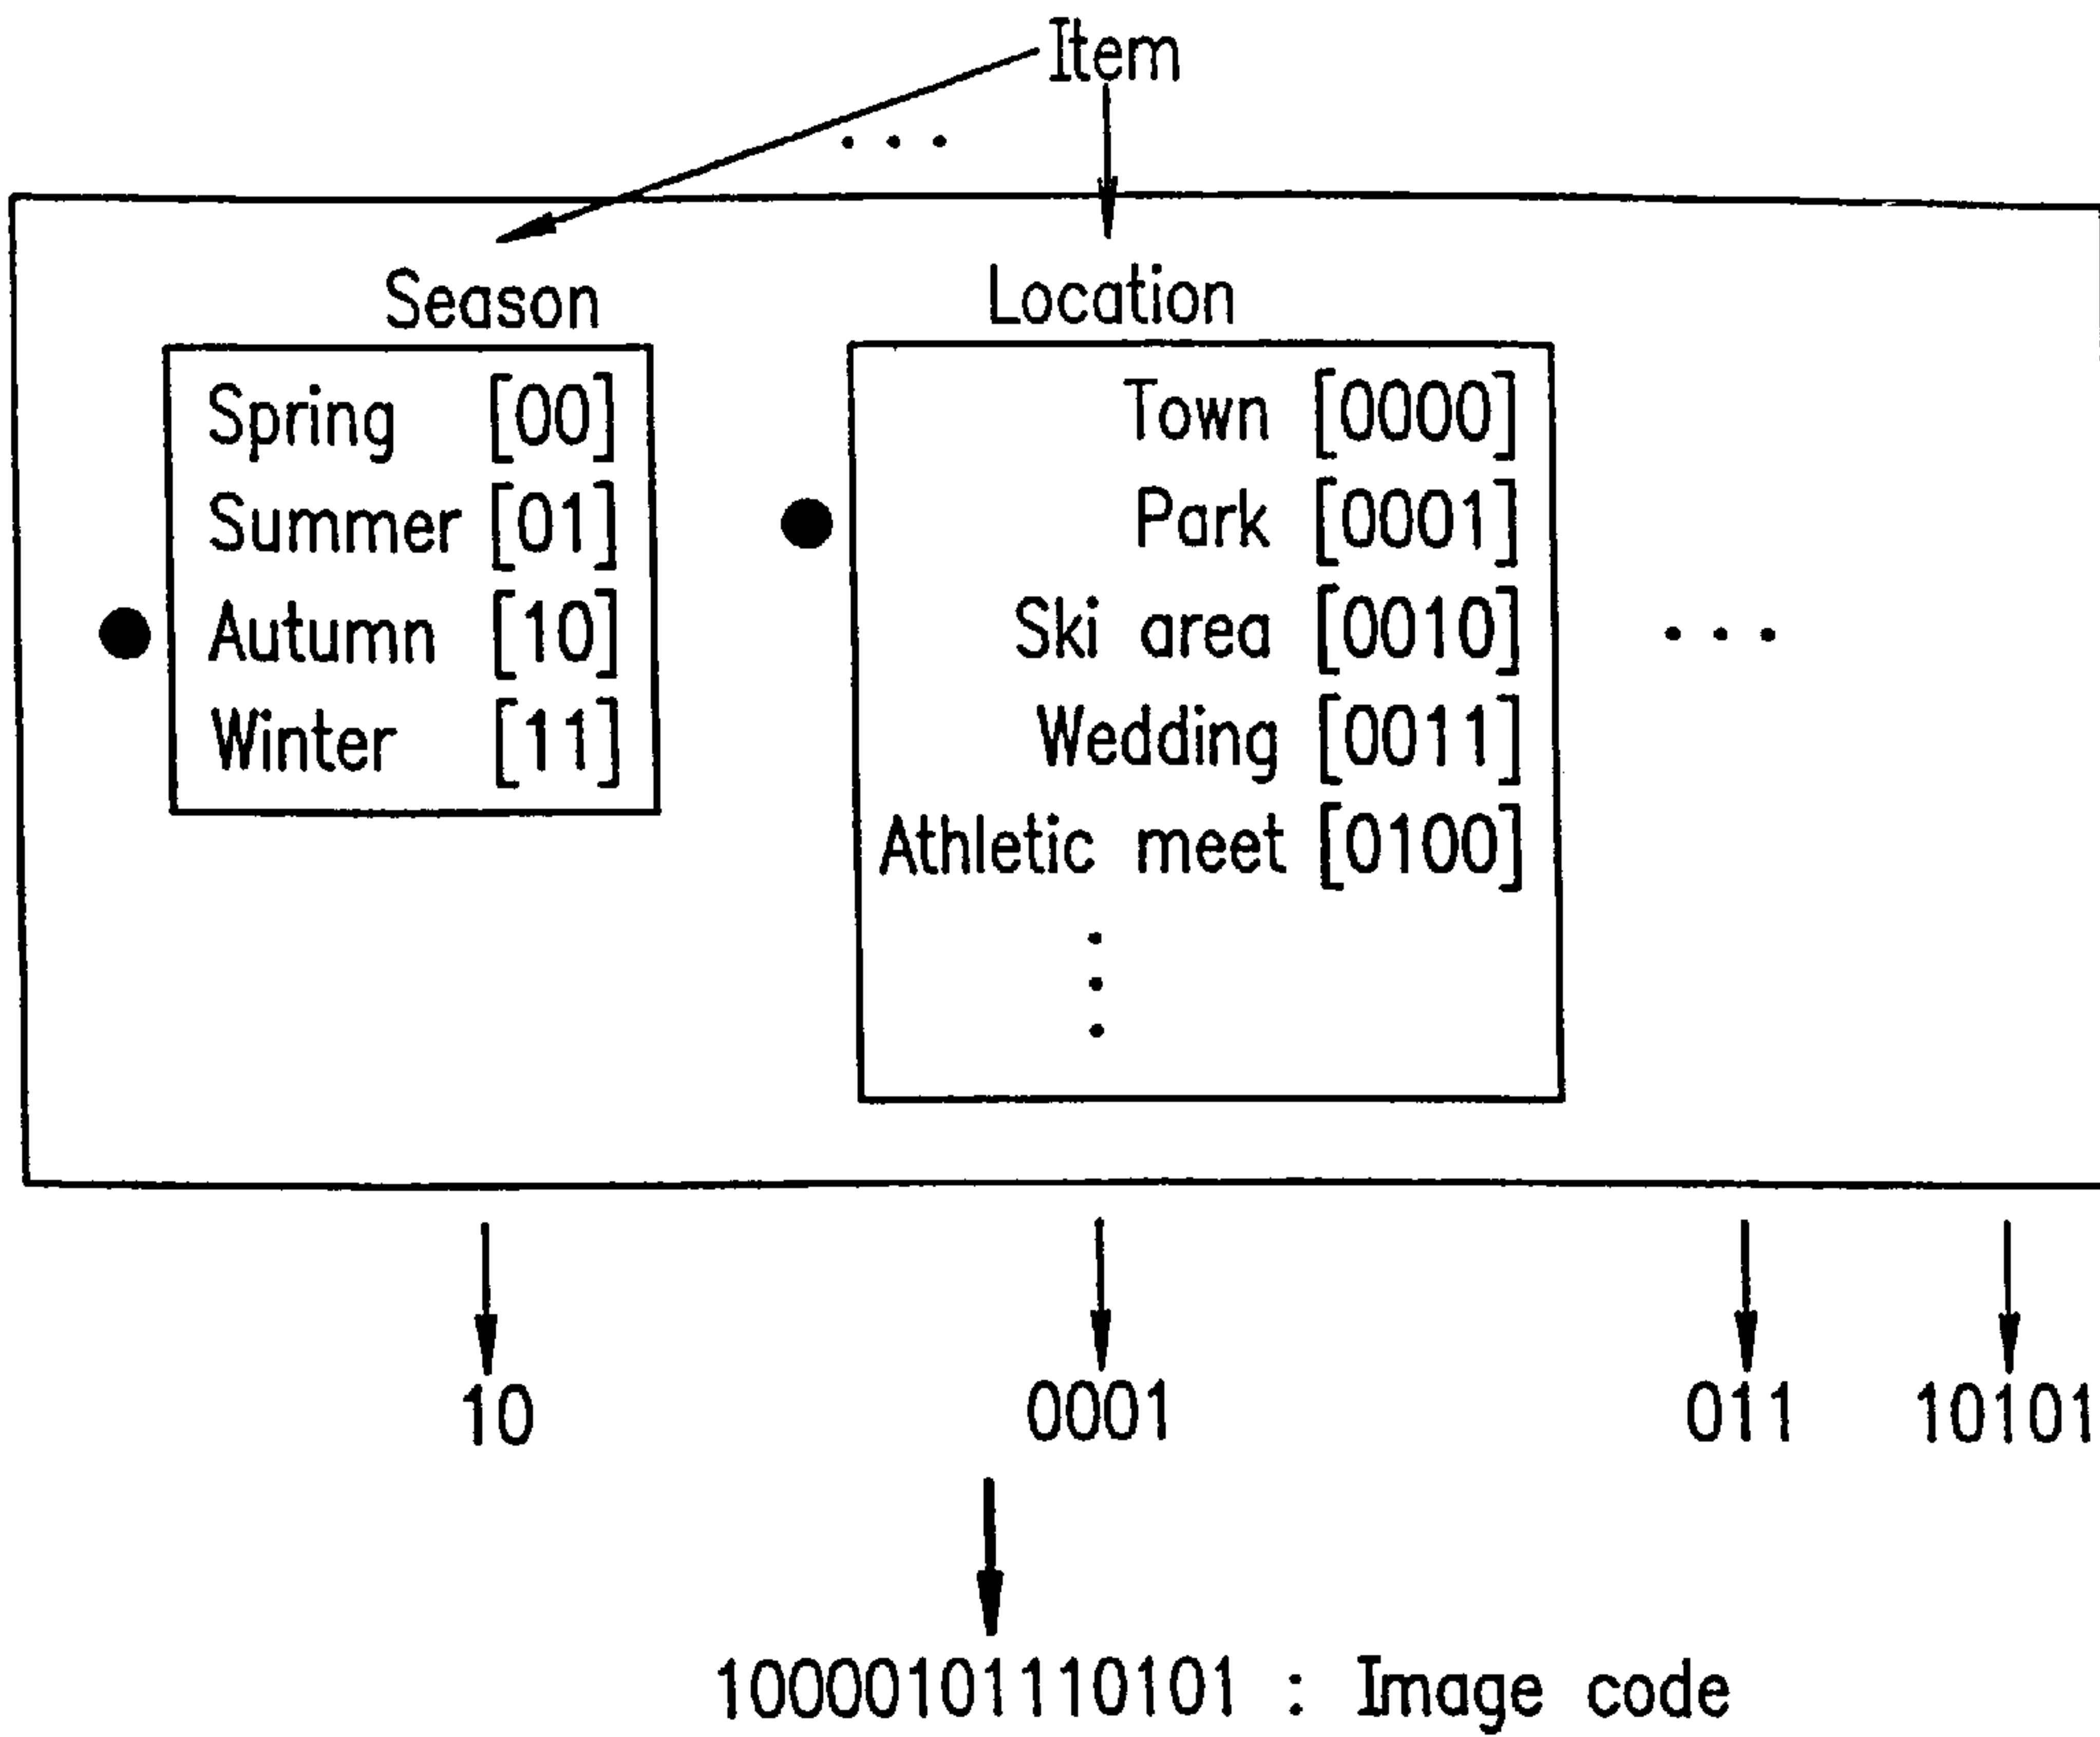 Item
Season
Location
Spring [00]
Summer [01]
Autumn [10]
Winter [11]
Town [0000]
Park [0001]
Ski area [0010]
Wedding [0011]
Athletic meet [0100]
10 0001 011 10101
10000101110101 : Image code